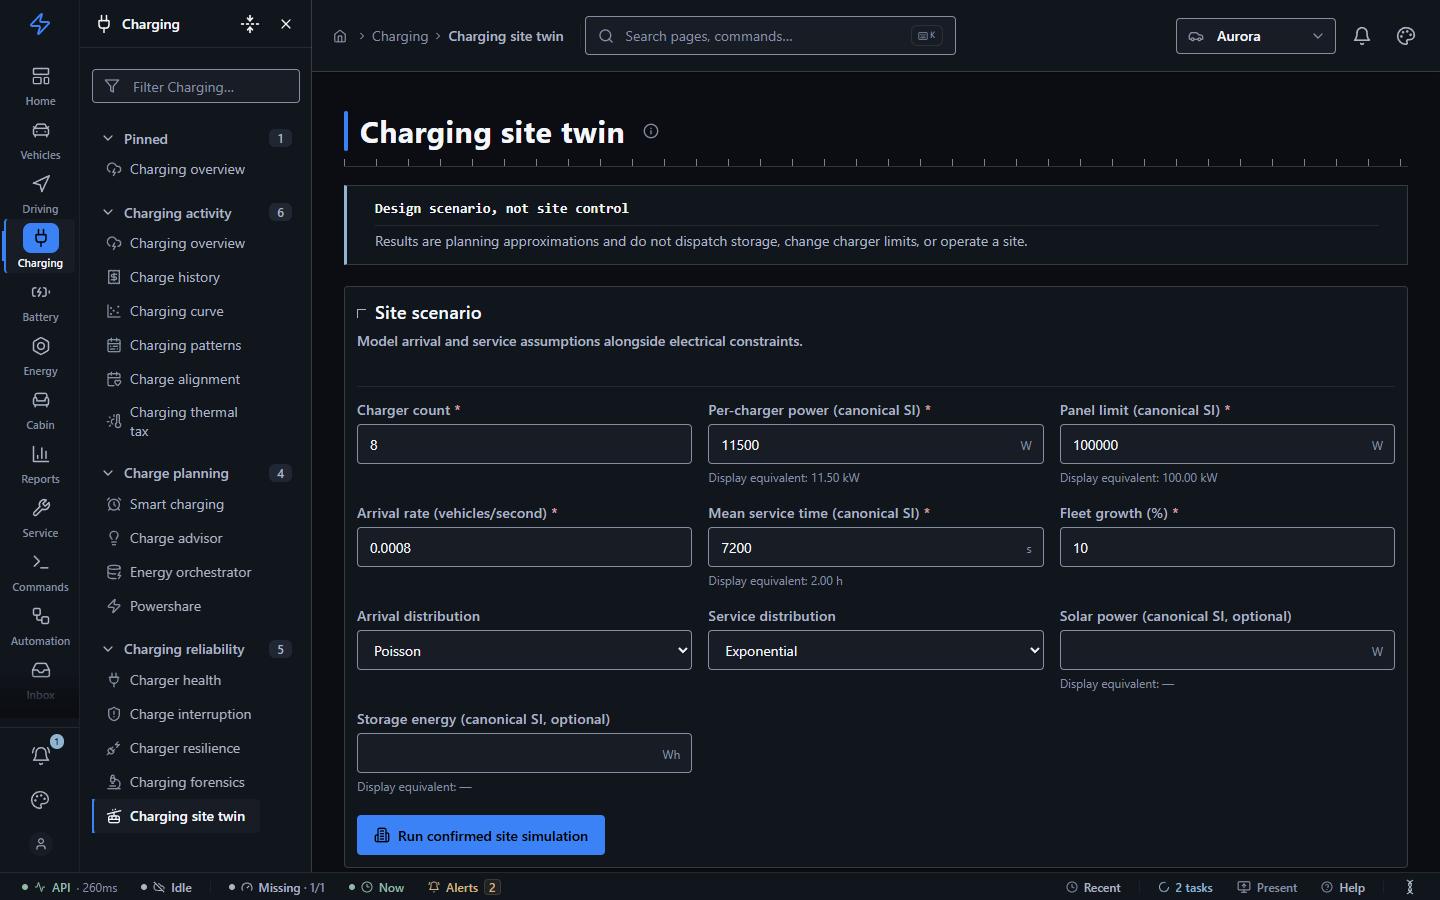 Charging
Home
Vehicles
Driving
Charging
Battery
Energy
Cabin
Reports
Service
Commands
Automation
Inbox
1
Filter Charging...
Pinned 1
Charging overview
Charging activity 6
Charging overview
Charge history
Charging curve
Charging patterns
Charge alignment
Charging thermal
tax
Charge planning 4
Smart charging
Charge advisor
Energy orchestrator
Powershare
Charging reliability 5
Charger health
Charge interruption
Charger resilience
Charging forensics
Charging site twin
Charging Charging site twin
Search pages, commands... K
Aurora
Charging site twin
Design scenario, not site control
Results are planning approximations and do not dispatch storage, change charger limits, or operate a site.
Site scenario
Model arrival and service assumptions alongside electrical constraints.
Charger count * Per-charger power (canonical SI) * Panel limit (canonical SI) *
8 11500 W 100000 W
Display equivalent: 11.50 kW Display equivalent: 100.00 kW
Arrival rate (vehicles/second) * Mean service time (canonical SI) * Fleet growth (%) *
0.0008 7200 s 10
Display equivalent: 2.00 h
Arrival distribution Service distribution Solar power (canonical SI, optional)
Poisson Exponential W
Display equivalent: —
Storage energy (canonical SI, optional)
Wh
Display equivalent: —
Run confirmed site simulation
API · 260ms Idle Missing · 1/1 Now Alerts 2 Recent 2 tasks Present Help